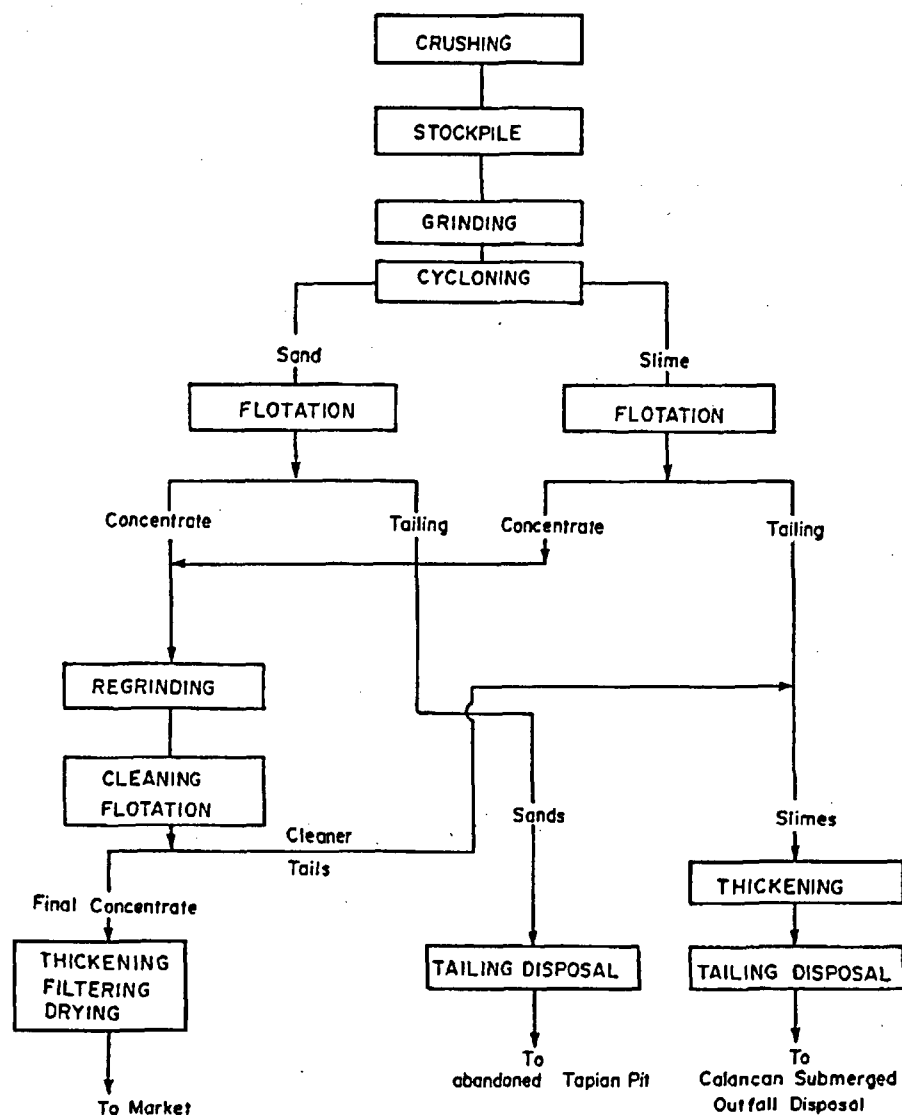 CRUSHING
STOCKPILE
GRINDING
CYCLONING
Sand
Slime
FLOTATION
FLOTATION
Concentrate
Tailing
Concentrate
Tailing
REGRINDING
CLEANING
FLOTATION
Cleaner
Tails
Sands
Slimes
Final Concentrate
THICKENING
THICKENING
FILTERING
DRYING
TAILING DISPOSAL
TAILING DISPOSAL
To Market
To
abandoned Tapian Pit
To
Calancan Submerged
Outfall Disposal